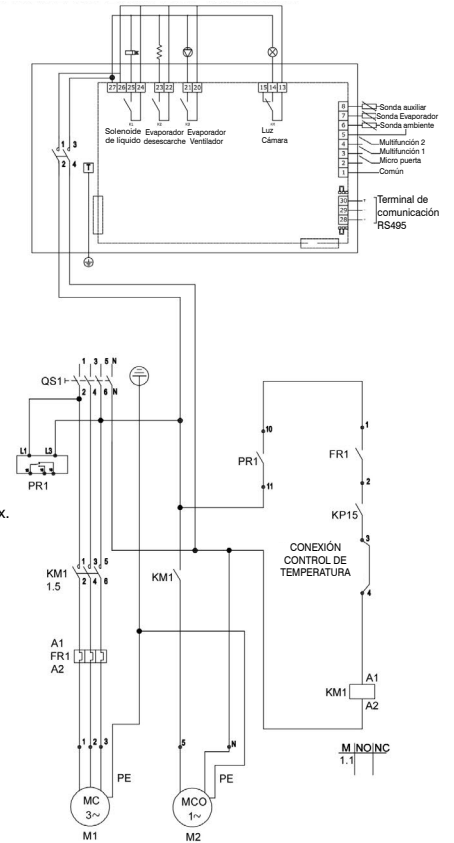 27 26 25 24 23 22 21 20 15 14 13
Solenoide de líquido
Evaporador desescarche
Evaporador Ventilador
Luz Cámara
8 Sonda auxiliar
7 Sonda Evaporador
6 Sonda ambiente
5
4 Multifunción 2
3 Multifunción 1
2 Micro puerta
1 Común
30
29
28
Terminal de
comunicación
RS495
1 3
2 4
T
1 3 5 N
QS1
2 4 6 N
L1 L3
PR1
x.
10
PR1
11
1
FR1
2
KP15
3
CONEXIÓN
CONTROL DE
TEMPERATURA
4
KM1
1.5
1 3 5
2 4 6
KM1
A1
FR1
A2
A1
KM1
A2
M NO NC
1.1
1 2 3
PE
5 N
PE
MC
3~
M1
MCO
1~
M2